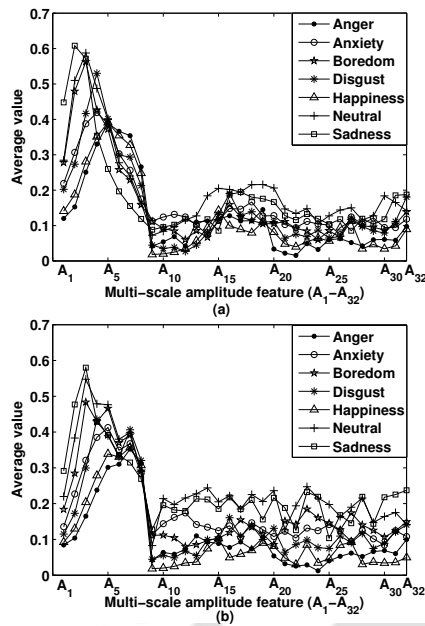 0.7
0.6
0.5
0.4
0.3
0.2
0.1
0
Average value
Anger
Anxiety
Boredom
Disgust
Happiness
Neutral
Sadness
A1 A5 A10 A15 A20 A25 A30 A32
Multi−scale amplitude feature (A1−A32)
(a)
0.7
0.6
0.5
0.4
0.3
0.2
0.1
0
Average value
Anger
Anxiety
Boredom
Disgust
Happiness
Neutral
Sadness
A1 A5 A10 A15 A20 A25 A30 A32
Multi−scale amplitude feature (A1−A32)
(b)